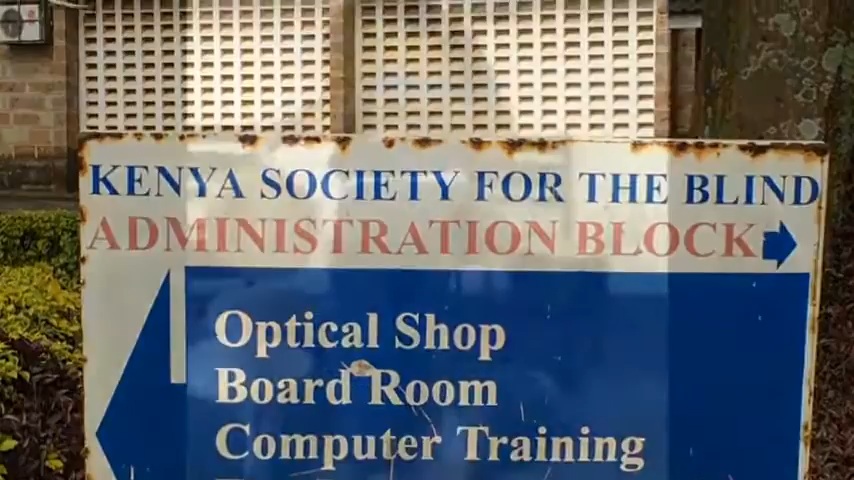 KENYA SOCIETY FOR THE BLIND
ADMINISTRATION BLOCK
Optical Shop
Board Room
Computer Training